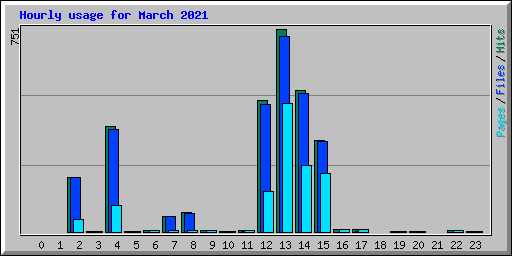 Hourly usage for March 2021
751
Pages/Files/Hits
0 1 2 3 4 5 6 7 8 9 10 11 12 13 14 15 16 17 18 19 20 21 22 23